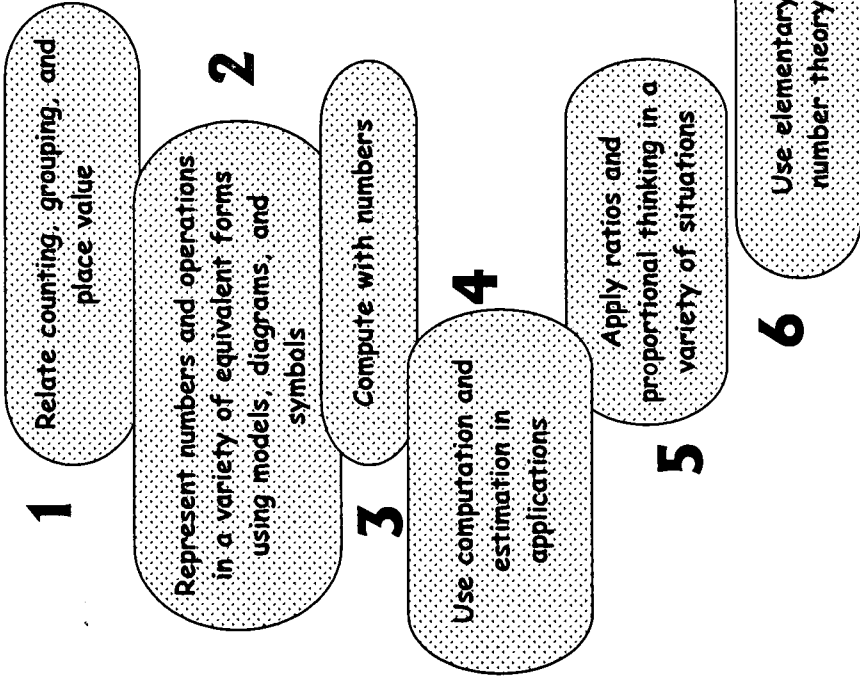 1
Relate counting, grouping, and
place value
2
Represent numbers and operations
in a variety of equivalent forms
using models, diagrams, and
symbols
3
Compute with numbers
4
Use computation and
estimation in
applications
5
Apply ratios and
proportional thinking in a
variety of situations
6
Use elementary
number theory